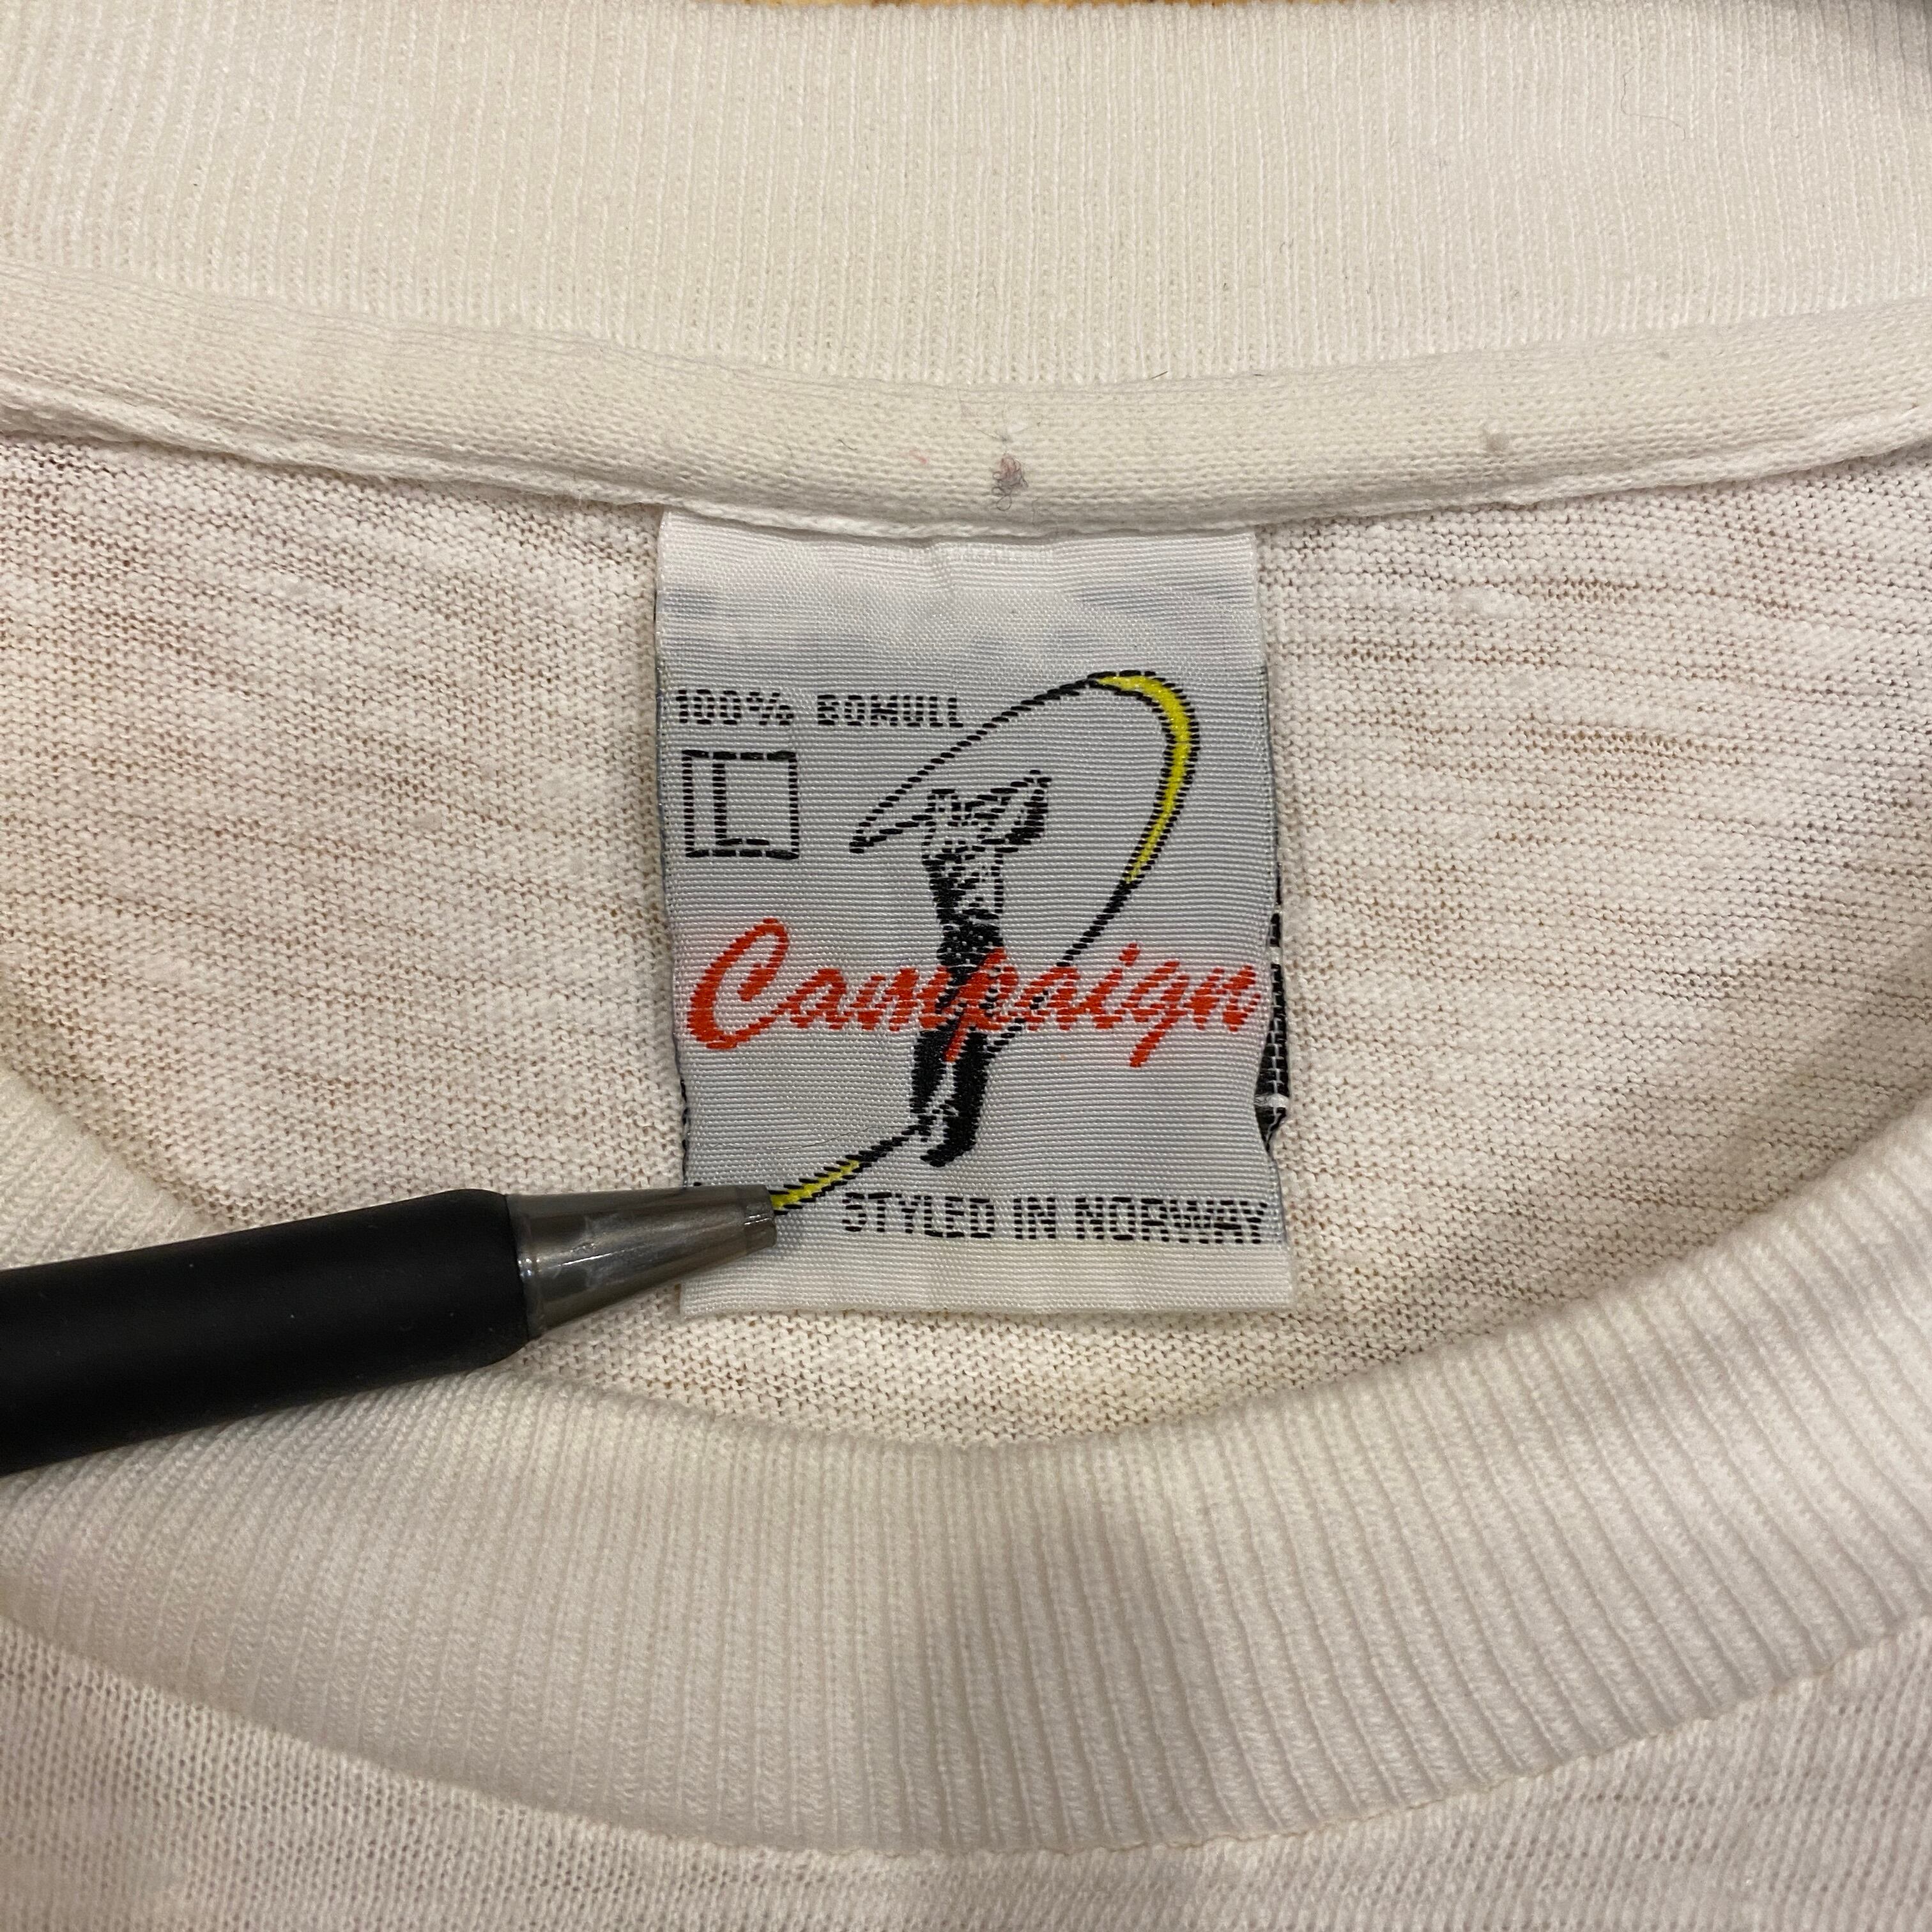 100% BOMULL
L
Campaign
STYLED IN NORWAY